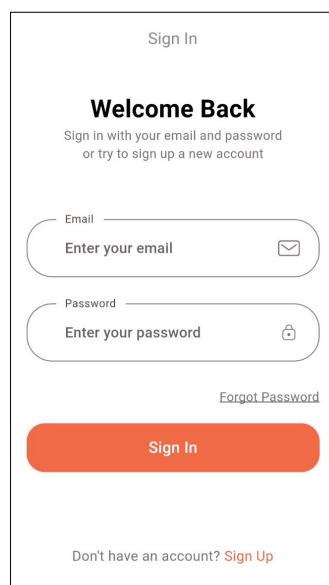 Sign In
Welcome Back
Sign in with your email and password
or try to sign up a new account
Email
Enter your email
Password
Enter your password
Forgot Password
Sign In
Don't have an account? Sign Up